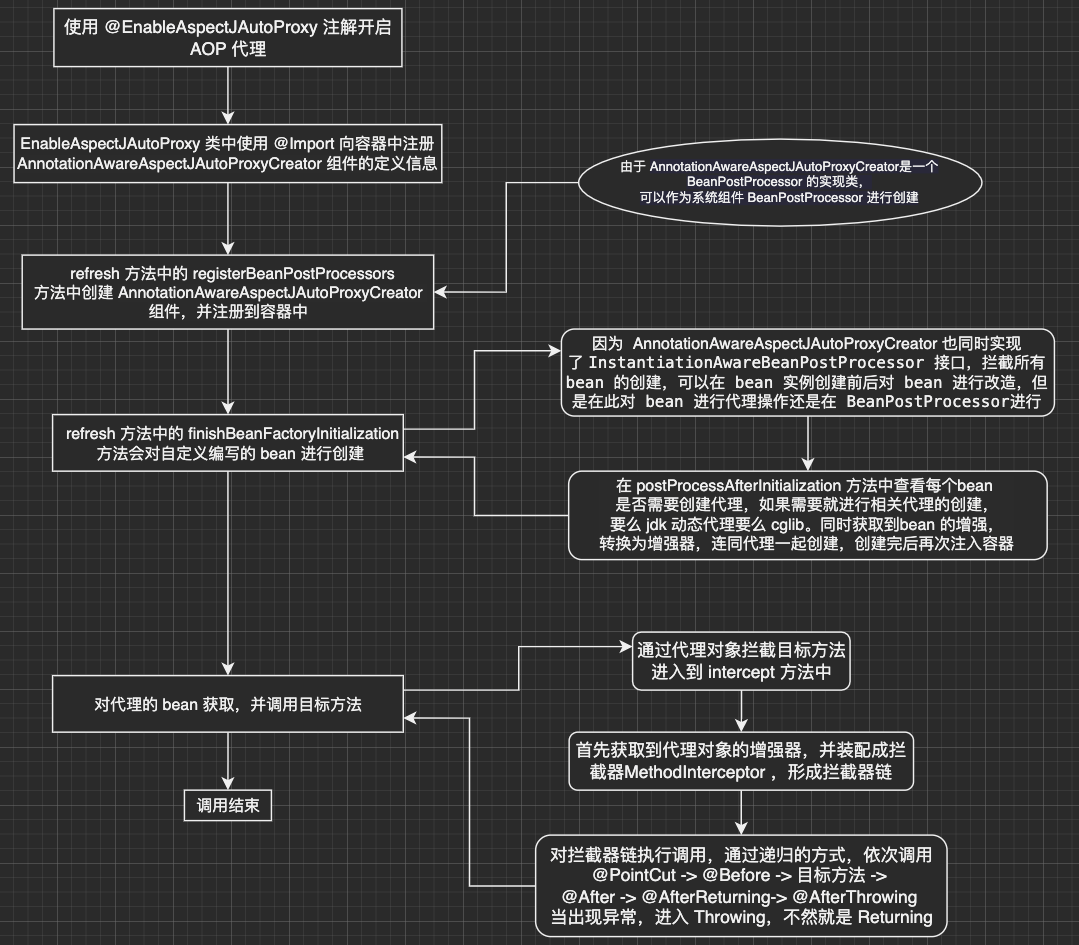 使用 @EnableAspectJAutoProxy 注解开启
AOP 代理
EnableAspectJAutoProxy 类中使用 @Import 向容器中注册
AnnotationAwareAspectJAutoProxyCreator 组件的定义信息
由于 AnnotationAwareAspectJAutoProxyCreator是一个
BeanPostProcessor 的实现类，
可以作为系统组件 BeanPostProcessor 进行创建
refresh 方法中的 registerBeanPostProcessors
方法中创建 AnnotationAwareAspectJAutoProxyCreator
组件，并注册到容器中
因为 AnnotationAwareAspectJAutoProxyCreator 也同时实现
了 InstantiationAwareBeanPostProcessor 接口，拦截所有
bean 的创建，可以在 bean 实例创建前后对 bean 进行改造，但
是在此对 bean 进行代理操作还是在 BeanPostProcessor进行
refresh 方法中的 finishBeanFactoryInitialization
方法会对自定义编写的 bean 进行创建
在 postProcessAfterInitialization 方法中查看每个bean
是否需要创建代理，如果需要就进行相关代理的创建，
要么 jdk 动态代理要么 cglib。同时获取到bean 的增强，
转换为增强器，连同代理一起创建，创建完后再次注入容器
通过代理对象拦截目标方法
进入到 intercept 方法中
对代理的 bean 获取，并调用目标方法
首先获取到代理对象的增强器，并装配成拦
截器MethodInterceptor ，形成拦截器链
调用结束
对拦截器链执行调用，通过递归的方式，依次调用
@PointCut -> @Before -> 目标方法 ->
@After -> @AfterReturning-> @AfterThrowing
当出现异常，进入 Throwing，不然就是 Returning